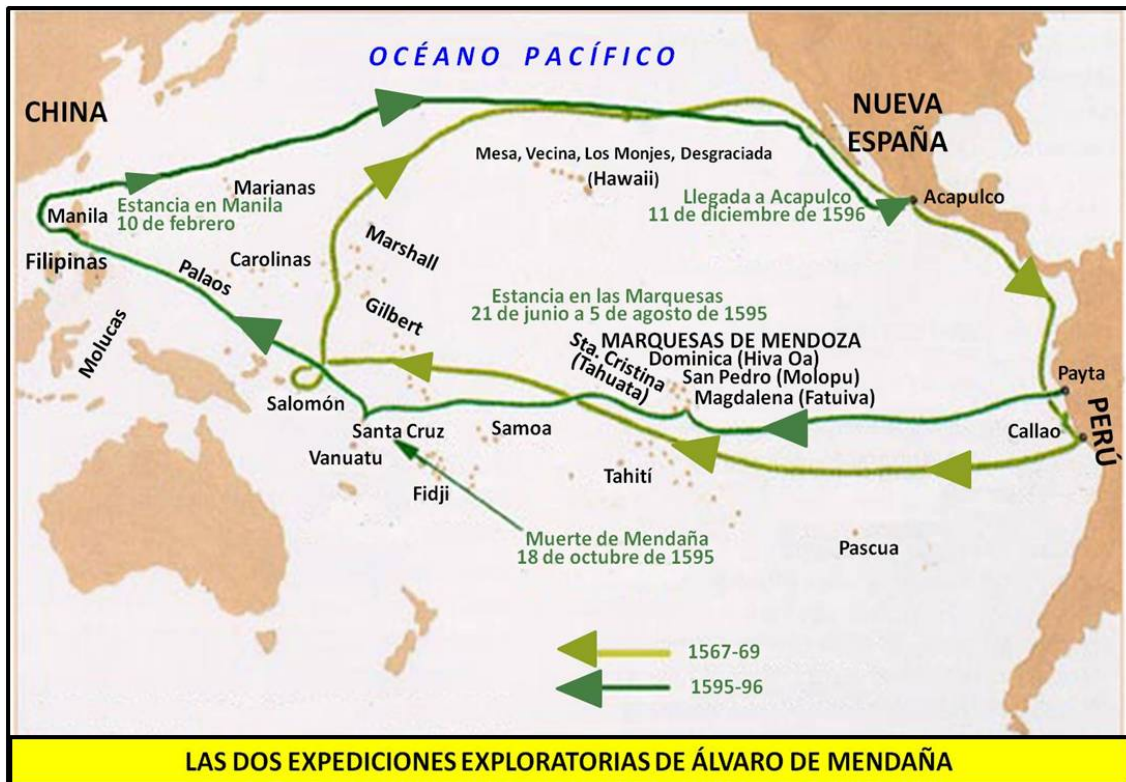 OCÉANO PACÍFICO
CHINA
NUEVA
ESPAÑA
Mesa, Vecina, Los Monjes, Desgraciada
(Hawaii)
Marianas
Manila
Estancia en Manila
10 de febrero
Llegada a Acapulco
11 de diciembre de 1596
Acapulco
Filipinas
Palaos
Carolinas
Marshall
Molucas
Gilbert
Estancia en las Marquesas
21 de junio a 5 de agosto de 1595
MARQUESAS DE MENDOZA
Sta. Cristina
(Tahuata)
Dominica (Hiva Oa)
San Pedro (Molopu)
Magdalena (Fatuiva)
Payta
PERÚ
Callao
Salomón
Santa Cruz
Samoa
Vanuatu
Fidji
Tahití
Muerte de Mendaña
18 de octubre de 1595
Pascua
1567-69
1595-96
LAS DOS EXPEDICIONES EXPLORATORIAS DE ÁLVARO DE MENDAÑA